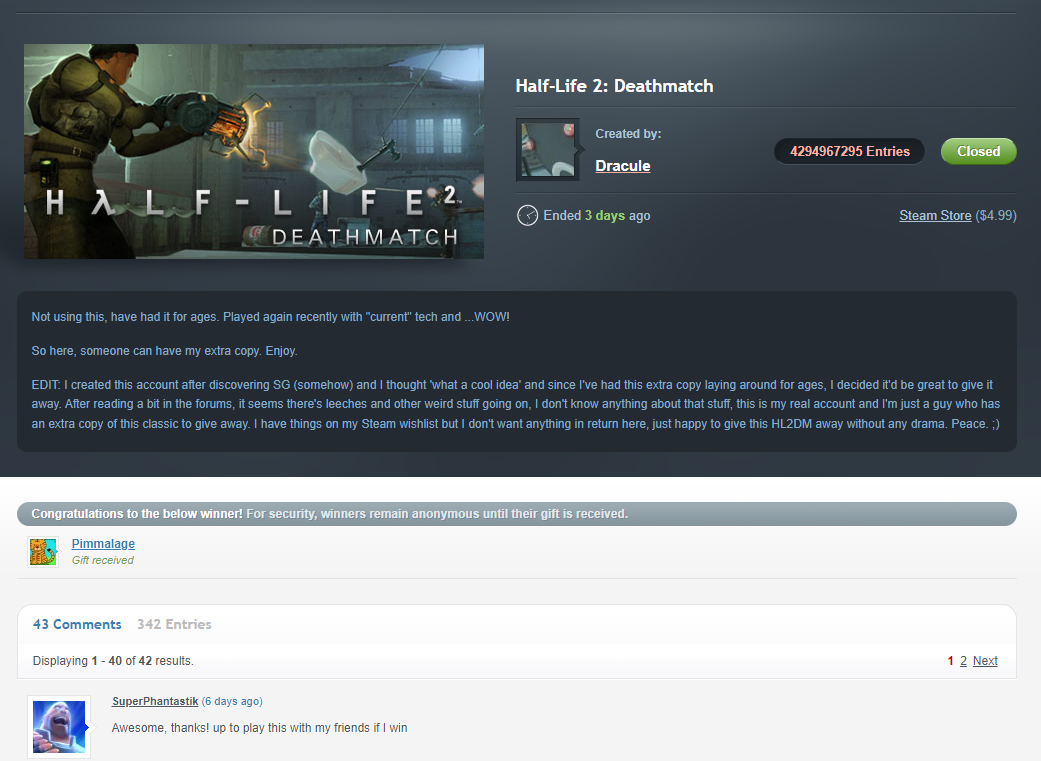 HλLF-LIFE²™
DEATHMATCH
Half-Life 2: Deathmatch
Created by:
Dracule
4294967295 Entries
Closed
Ended 3 days ago
Steam Store ($4.99)
Not using this, have had it for ages. Played again recently with "current" tech and ...WOW!
So here, someone can have my extra copy. Enjoy.
EDIT: I created this account after discovering SG (somehow) and I thought 'what a cool idea' and since I've had this extra copy laying around for ages, I decided it'd be great to give it
away. After reading a bit in the forums, it seems there's leeches and other weird stuff going on, I don't know anything about that stuff, this is my real account and I'm just a guy who has
an extra copy of this classic to give away. I have things on my Steam wishlist but I don't want anything in return here, just happy to give this HL2DM away without any drama. Peace. ;)
Congratulations to the below winner! For security, winners remain anonymous until their gift is received.
Pimmalage
Gift received
43 Comments 342 Entries
Displaying 1 - 40 of 42 results.
1 2 Next
SuperPhantastik (6 days ago)
Awesome, thanks! up to play this with my friends if I win